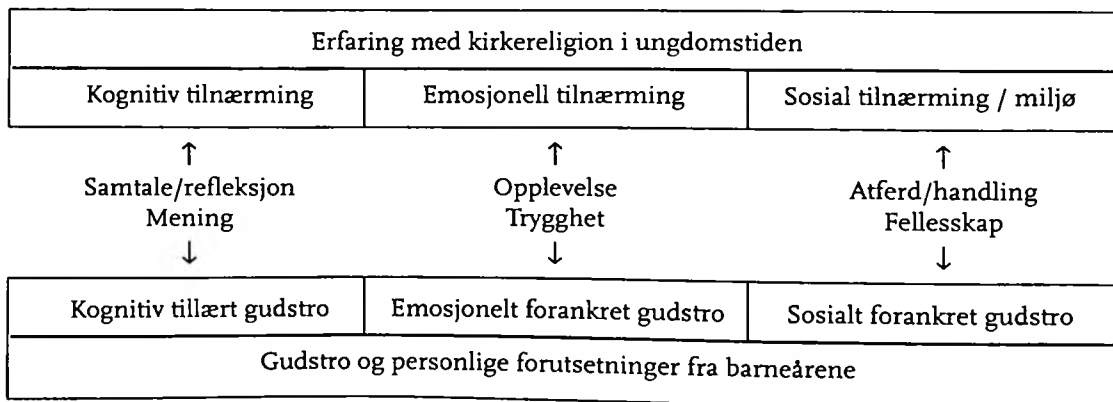 Erfaring med kirkereligion i ungdomstiden
Kognitiv tilnærming Emosjonell tilnærming Sosial tilnærming / miljø
↑ ↑ ↑
Samtale/refleksjon Opplevelse Atferd/handling
Mening Trygghet Fellesskap
↓ ↓ ↓
Kognitiv tillært gudstro Emosjonelt forankret gudstro Sosialt forankret gudstro
Gudstro og personlige forutsetninger fra barneårene